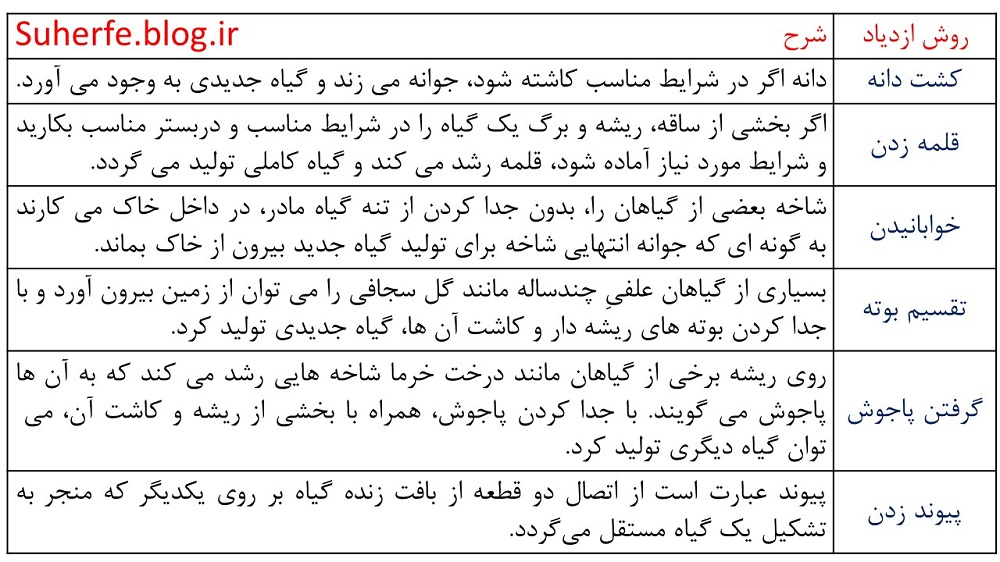 روش ازدیاد
شرح
Suherfe.blog.ir
کشت دانه
دانه اگر در شرایط مناسب کاشته شود، جوانه می زند و گیاه جدیدی به وجود می آورد.
قلمه زدن
اگر بخشی از ساقه، ریشه و برگ یک گیاه را در شرایط مناسب و دربستر مناسب بکارید
و شرایط مورد نیاز آماده شود، قلمه رشد می کند و گیاه کاملی تولید می گردد.
خوابانیدن
شاخه بعضی از گیاهان را، بدون جدا کردن از تنه گیاه مادر، در داخل خاک می کارند
به گونه ای که جوانه انتهایی شاخه برای تولید گیاه جدید بیرون از خاک بماند.
تقسیم بوته
بسیاری از گیاهان علفیِ چندساله مانند گل سجافی را می توان از زمین بیرون آورد و با
جدا کردن بوته های ریشه دار و کاشت آن ها، گیاه جدیدی تولید کرد.
گرفتن پاجوش
روی ریشه برخی از گیاهان مانند درخت خرما شاخه هایی رشد می کند که به آن ها
پاجوش می گویند. با جدا کردن پاجوش، همراه با بخشی از ریشه و کاشت آن، می
توان گیاه دیگری تولید کرد.
پیوند زدن
پیوند عبارت است از اتصال دو قطعه از بافت زنده گیاه بر روی یکدیگر که منجر به
تشکیل یک گیاه مستقل می‌گردد.